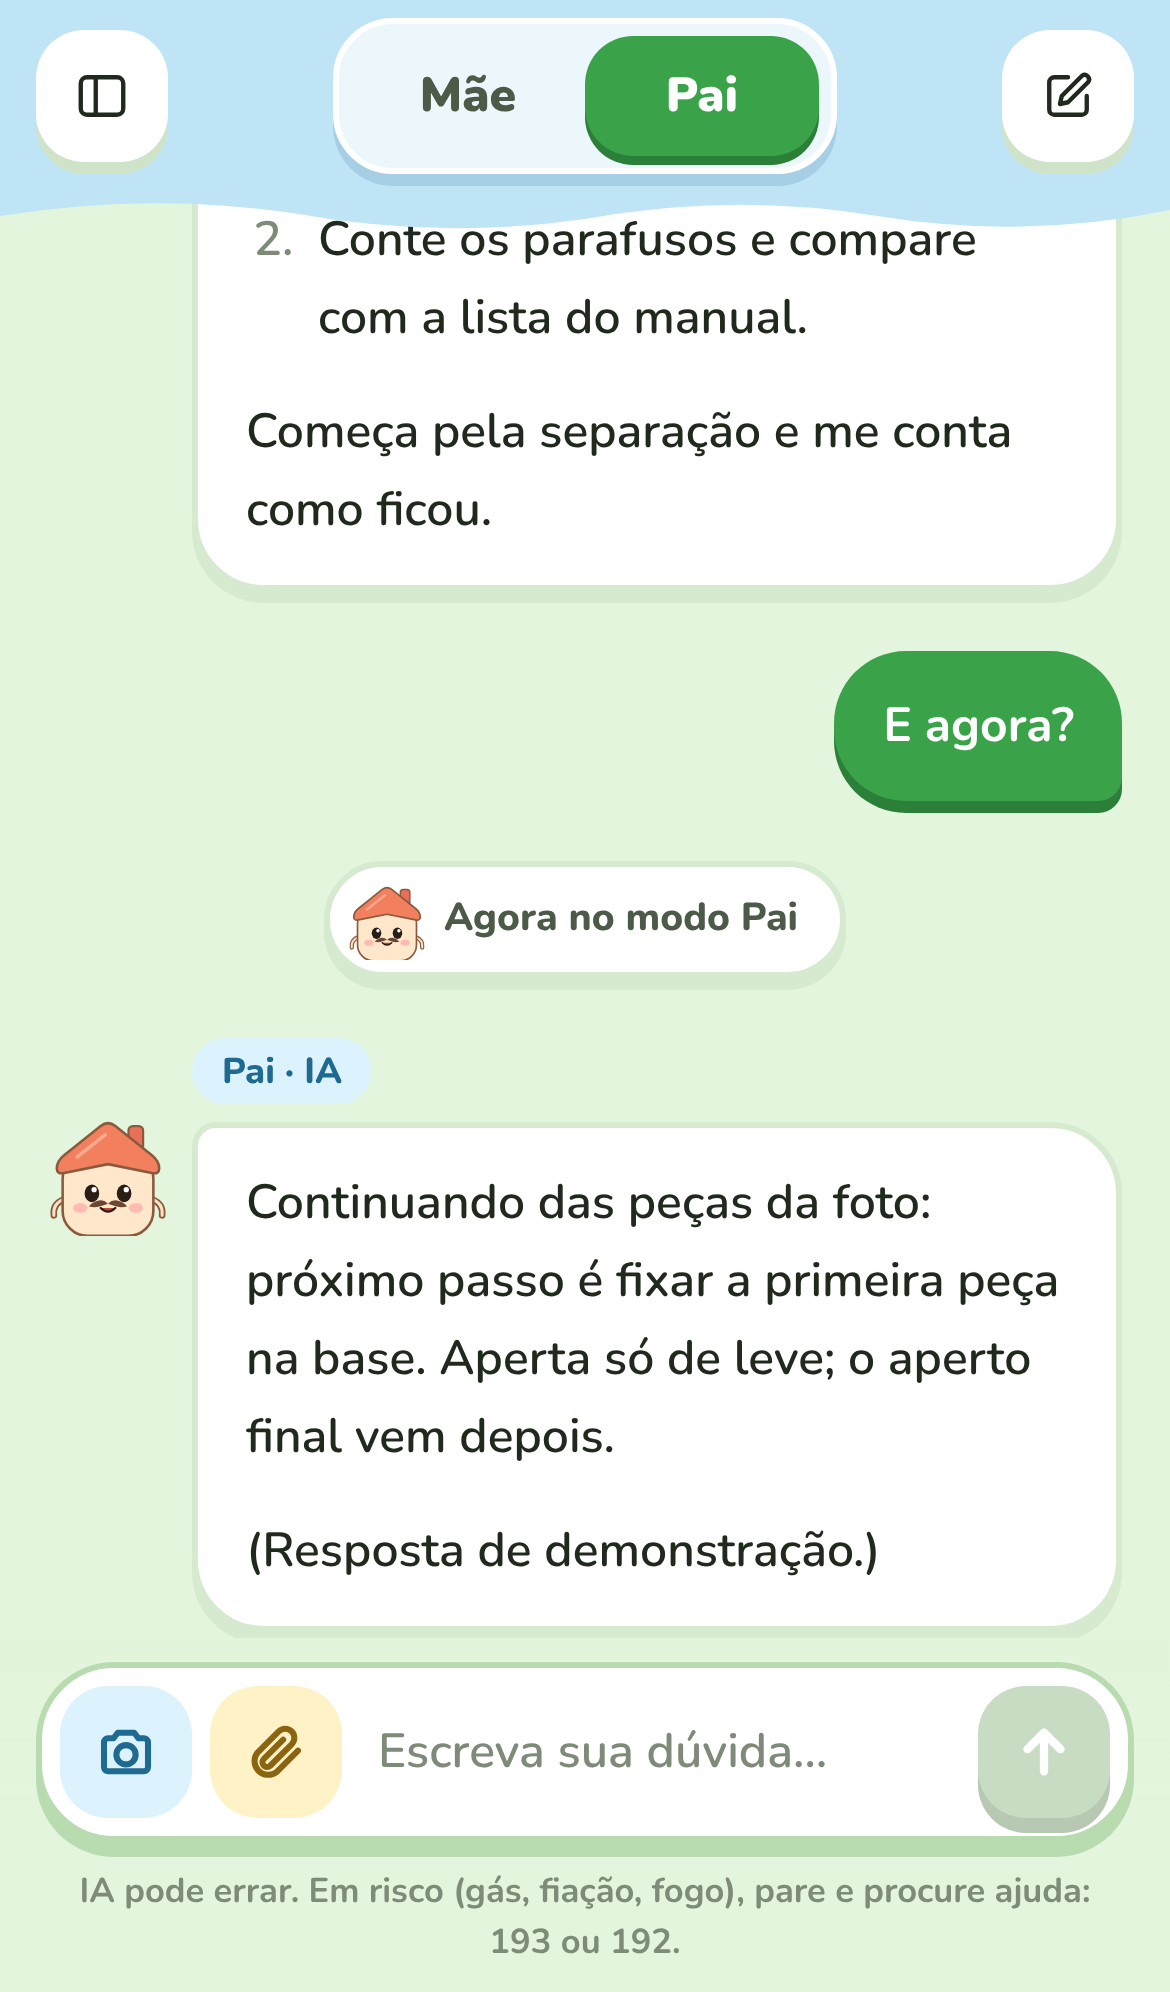 Mãe
Pai
2. Conte os parafusos e compare
com a lista do manual.
Começa pela separação e me conta
como ficou.
E agora?
Agora no modo Pai
Pai · IA
Continuando das peças da foto:
próximo passo é fixar a primeira peça
na base. Aperta só de leve; o aperto
final vem depois.
(Resposta de demonstração.)
Escreva sua dúvida...
IA pode errar. Em risco (gás, fiação, fogo), pare e procure ajuda:
193 ou 192.